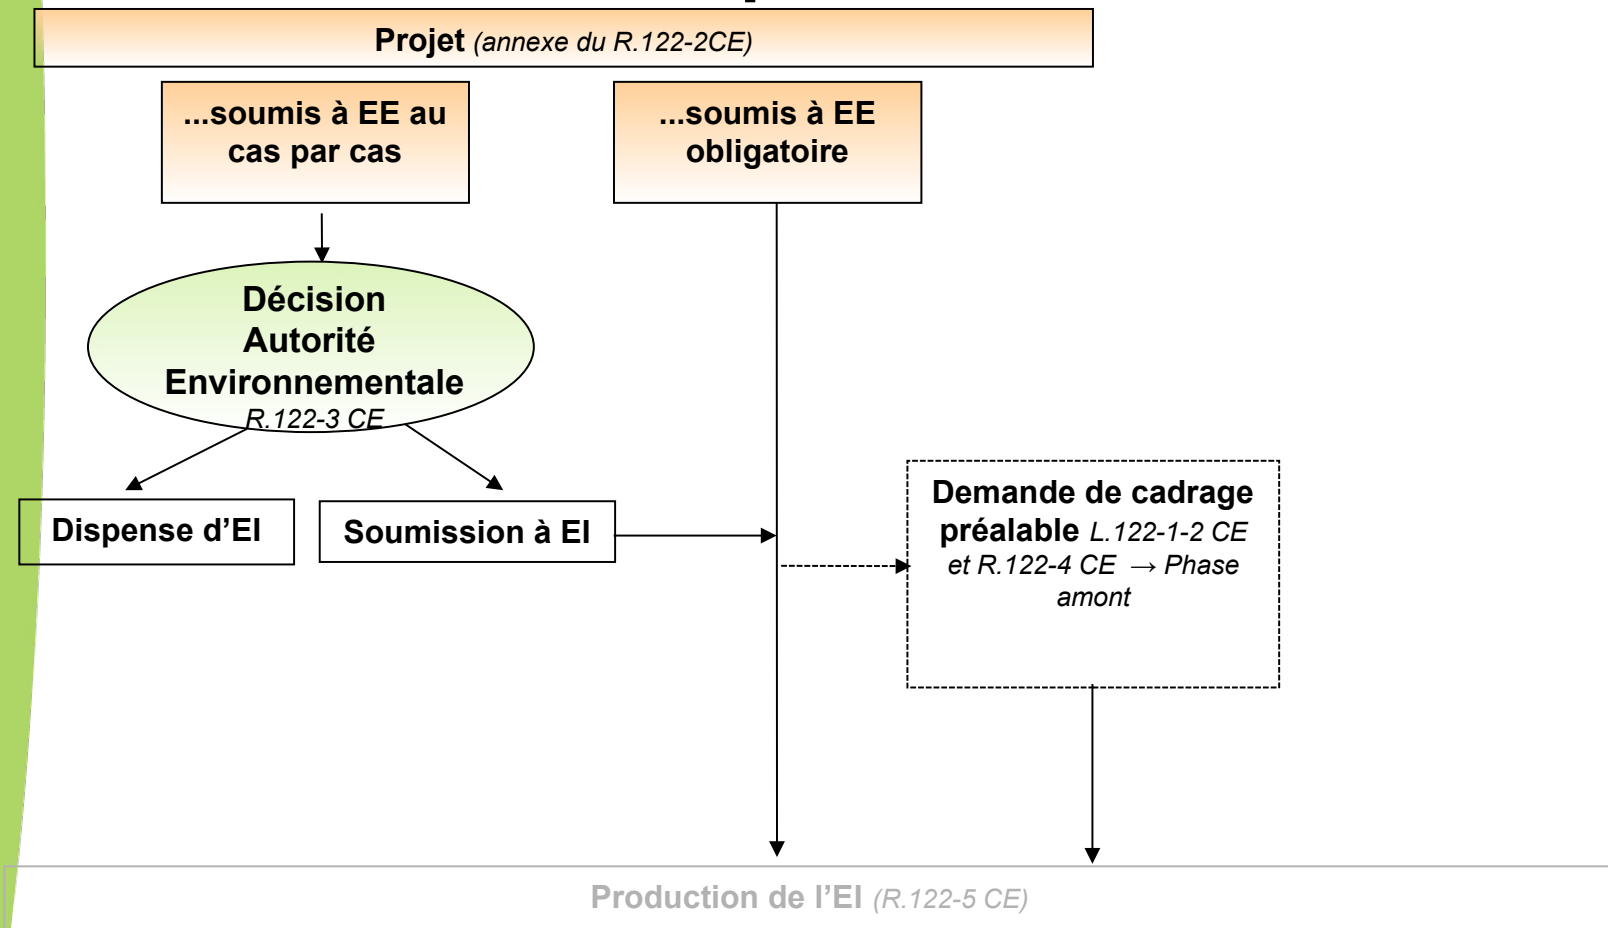 Projet (annexe du R.122-2CE)
...soumis à EE au
cas par cas
...soumis à EE
obligatoire
Décision
Autorité
Environnementale
R.122-3 CE
Dispense d’EI
Soumission à EI
Demande de cadrage
préalable L.122-1-2 CE
et R.122-4 CE → Phase
amont
Production de l’EI (R.122-5 CE)